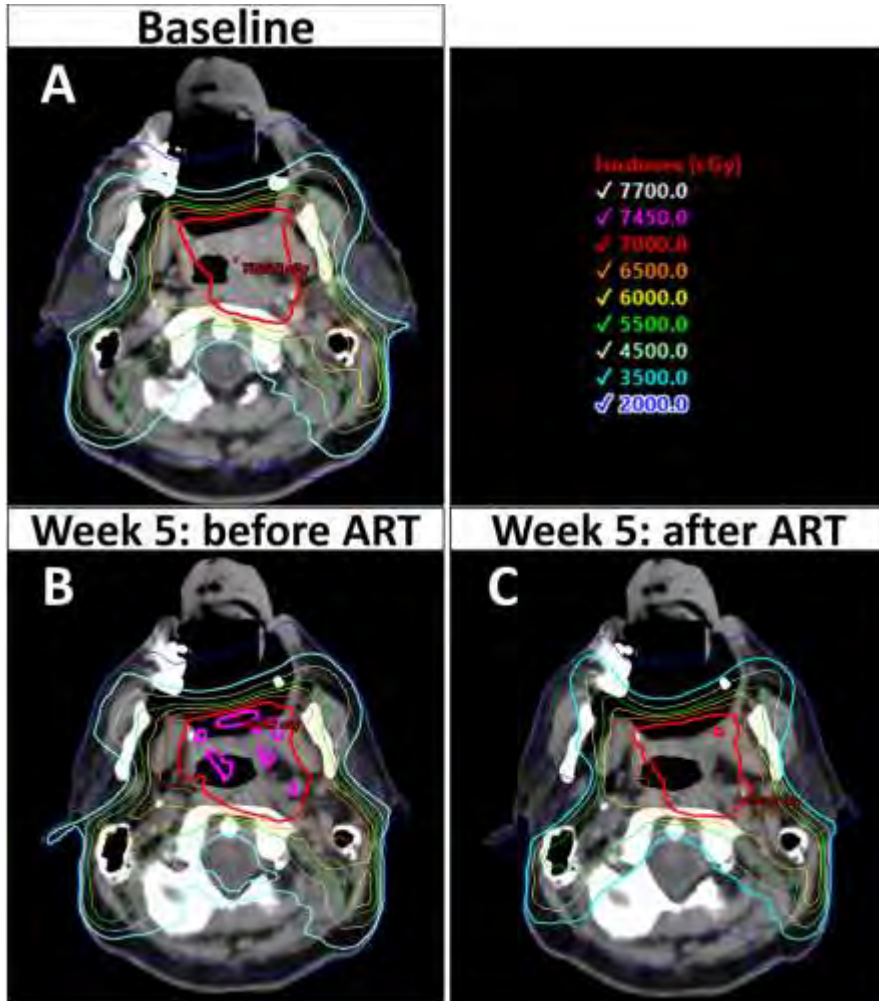 Baseline
A
Isodoses (cGy)
✓ 7700.0
✓ 7450.0
✓ 7000.0
✓ 6500.0
✓ 6000.0
✓ 5500.0
✓ 4500.0
✓ 3500.0
✓ 2000.0
Week 5: before ART
Week 5: after ART
B
C